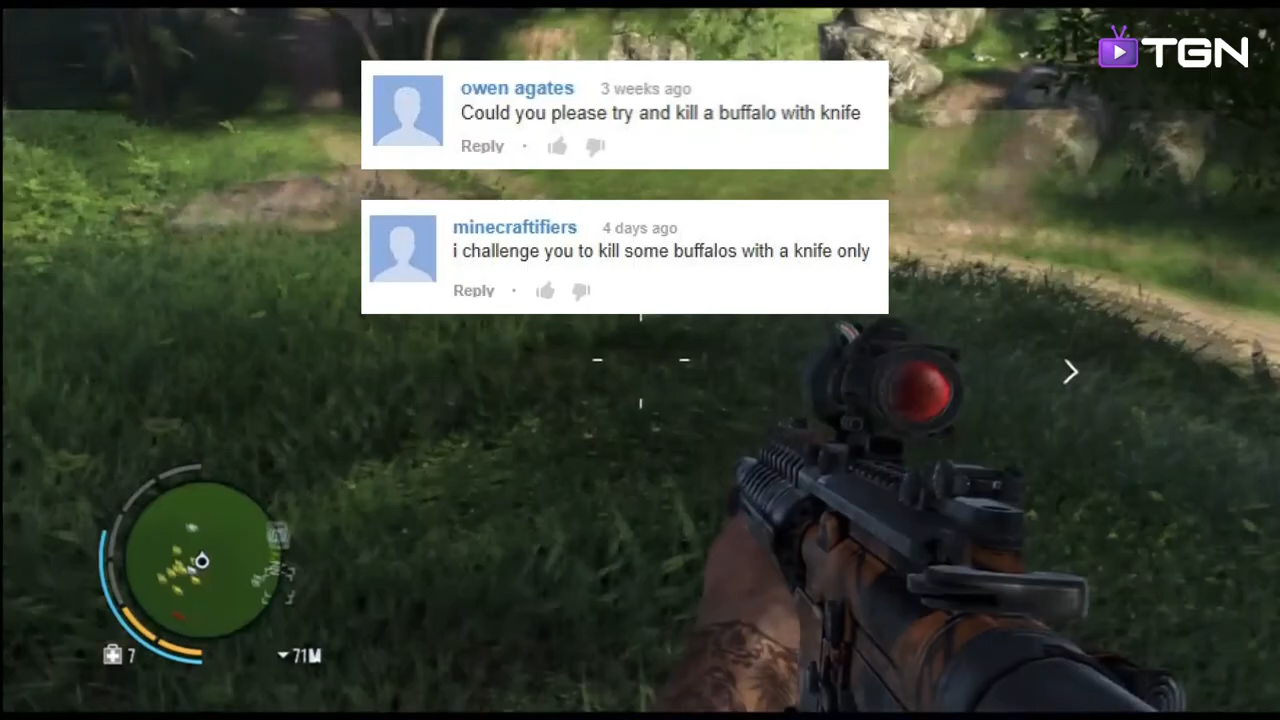 TGN
owen agates 3 weeks ago
Could you please try and kill a buffalo with knife
Reply
minecraftifiers 4 days ago
i challenge you to kill some buffalos with a knife only
Reply
7
71M